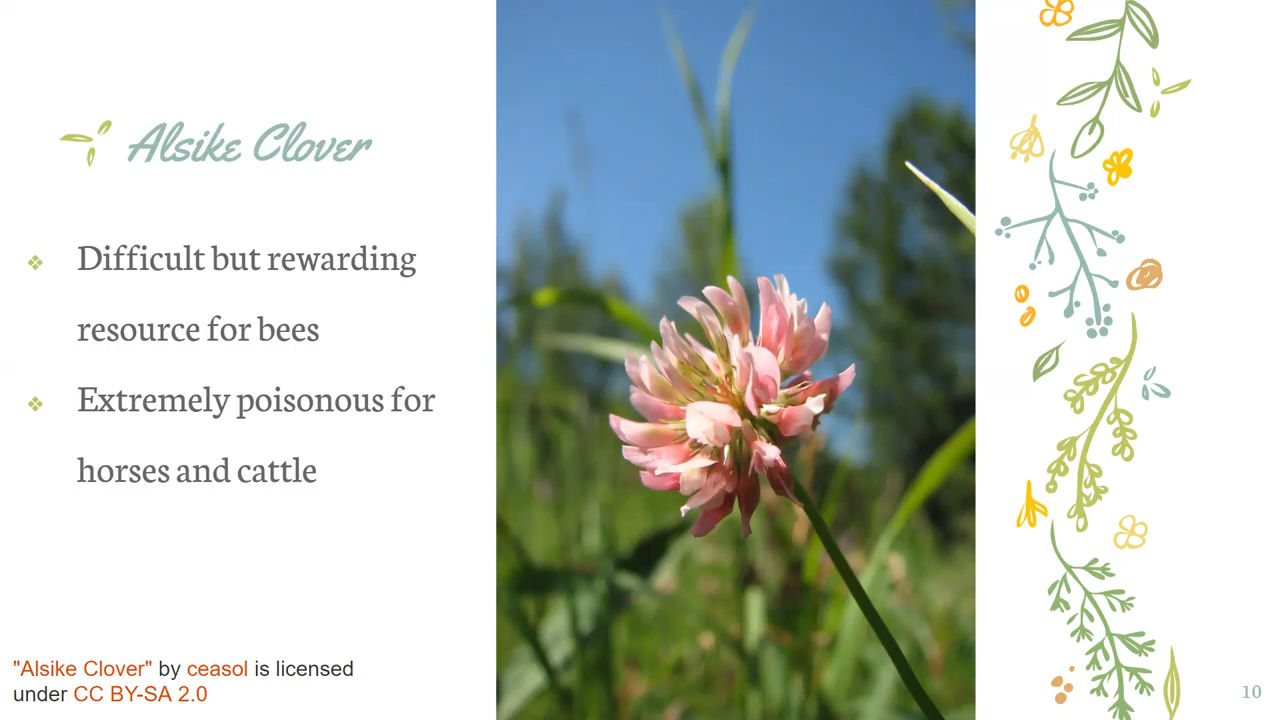 Alsike Clover
❖ Difficult but rewarding
resource for bees
❖ Extremely poisonous for
horses and cattle
"Alsike Clover" by ceasol is licensed
under CC BY-SA 2.0
10